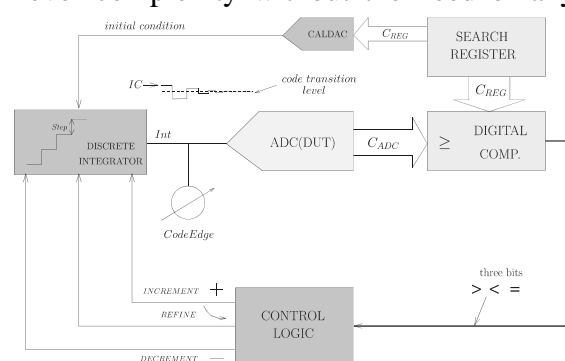 initial condition
CALDAC
C_REG
SEARCH
REGISTER
IC
code transition
level
C_REG
Step
DISCRETE
INTEGRATOR
Int
ADC(DUT)
C_ADC
≥
DIGITAL
COMP.
CodeEdge
three bits
> < =
INCREMENT +
REFINE
CONTROL
LOGIC
DECREMENT —